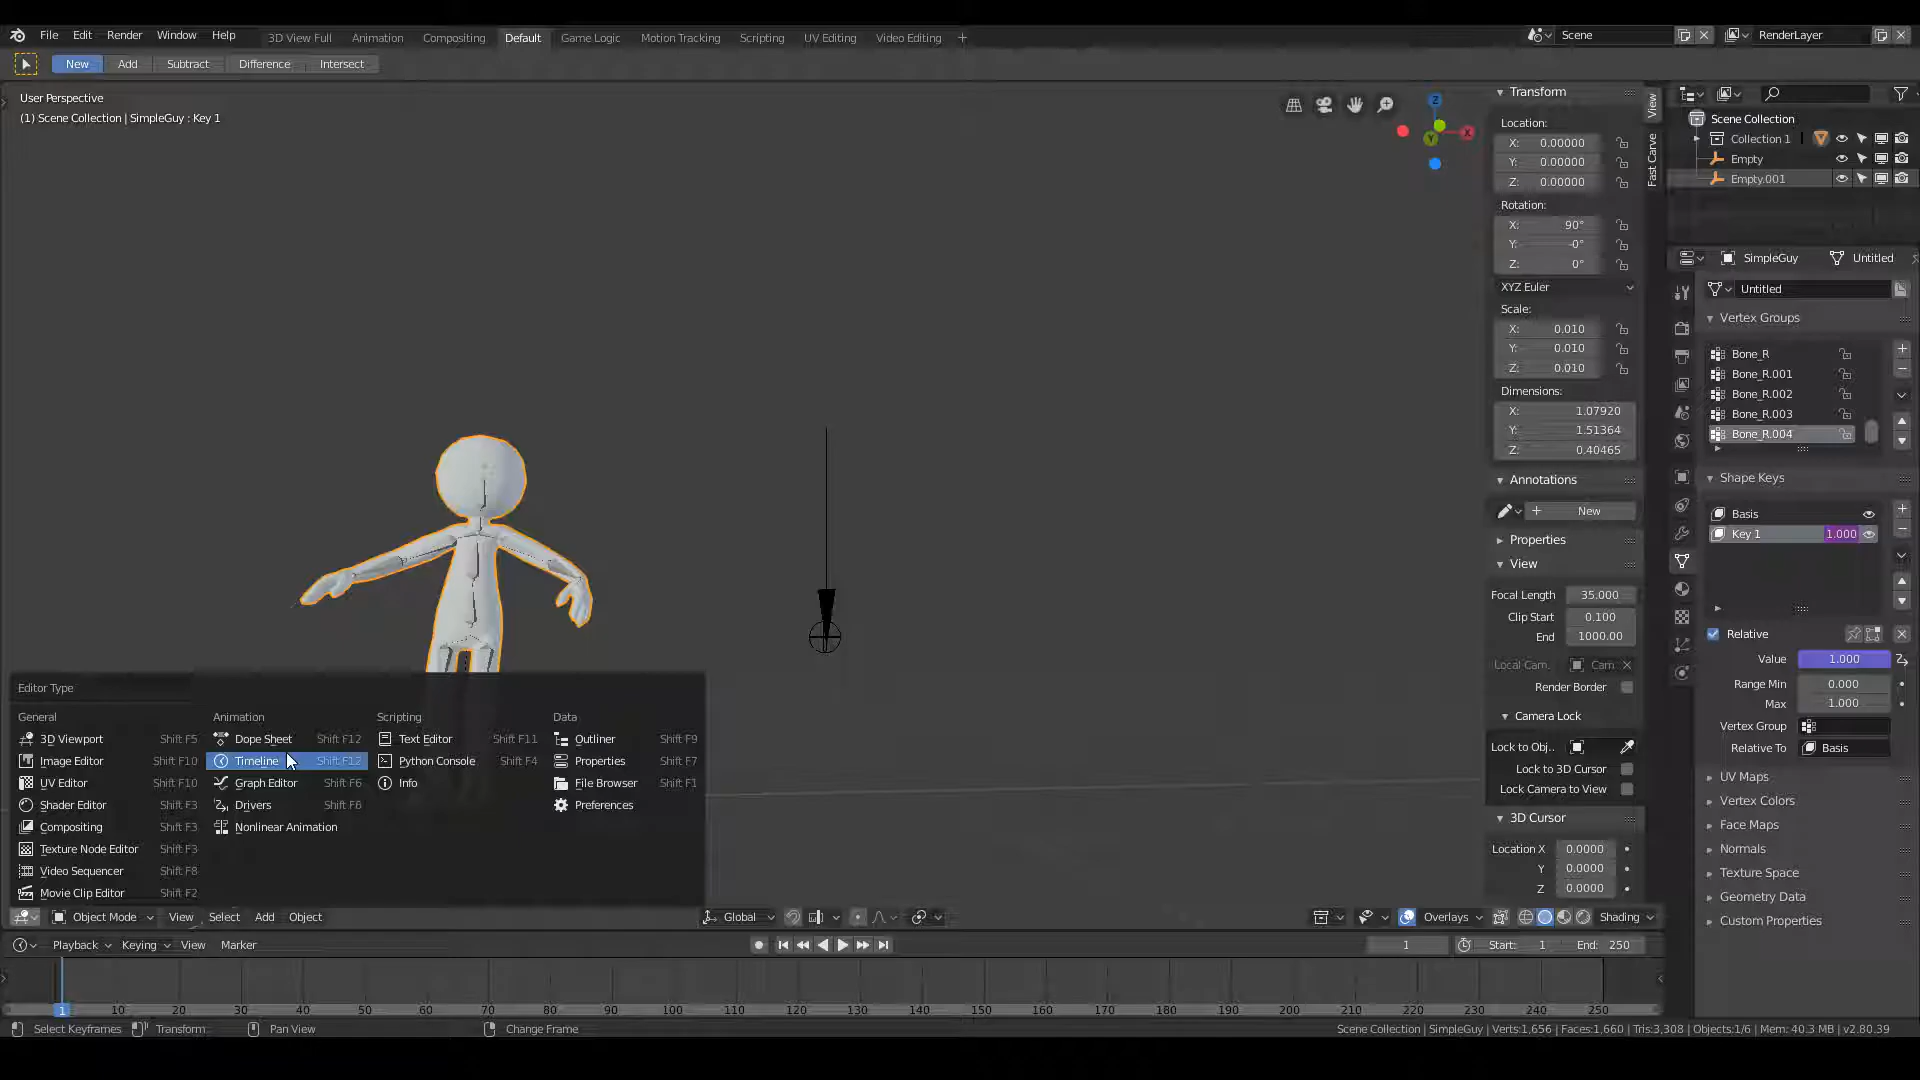 File Edit Render Window Help 3D View Full Animation Compositing Default Game Logic Motion Tracking Scripting UV Editing Video Editing Scene RenderLayer
New Add Subtract Difference Intersect
User Perspective
(1) Scene Collection | SimpleGuy : Key 1
Z
X
Y
Transform
Location:
X: 0.00000
Y: 0.00000
Z: 0.00000
Rotation:
X: 90°
Y: -0°
Z: 0°
XYZ Euler
Scale:
X: 0.010
Y: 0.010
Z: 0.010
Dimensions:
X: 1.07920
Y: 1.51364
Z: 0.40465
Annotations
New
Properties
View
Focal Length 35.000
Clip Start 0.100
End 1000.00
Local Cam. Cam
Render Border
Camera Lock
Lock to Obj..
Lock to 3D Cursor
Lock Camera to View
3D Cursor
Location X 0.0000
Y 0.0000
Z 0.0000
View
Fast Carve
Scene Collection
Collection 1
Empty
Empty.001
SimpleGuy Untitled
Untitled
Vertex Groups
Bone_R
Bone_R.001
Bone_R.002
Bone_R.003
Bone_R.004
Shape Keys
Basis
Key 1 1.000
Relative
Value 1.000
Range Min 0.000
Max 1.000
Vertex Group
Relative To Basis
UV Maps
Vertex Colors
Face Maps
Normals
Texture Space
Geometry Data
Custom Properties
Editor Type
General Animation Scripting Data
3D Viewport Shift F5 Dope Sheet Shift F12 Text Editor Shift F11 Outliner Shift F9
Image Editor Shift F10 Timeline Shift F12 Python Console Shift F4 Properties Shift F7
UV Editor Shift F10 Graph Editor Shift F6 Info File Browser Shift F1
Shader Editor Shift F3 Drivers Shift F6 Preferences
Compositing Shift F3 Nonlinear Animation
Texture Node Editor Shift F3
Video Sequencer Shift F8
Movie Clip Editor Shift F2
Object Mode View Select Add Object Global Overlays Shading
Playback Keying View Marker 1 Start: 1 End: 250
1 10 20 30 40 50 60 70 80 90 100 110 120 130 140 150 160 170 180 190 200 210 220 230 240 250
Select Keyframes Transform Pan View Change Frame Scene Collection | SimpleGuy | Verts:1,656 | Faces:1,660 | Tris:3,308 | Objects:1/6 | Mem: 40.3 MB | v2.80.39